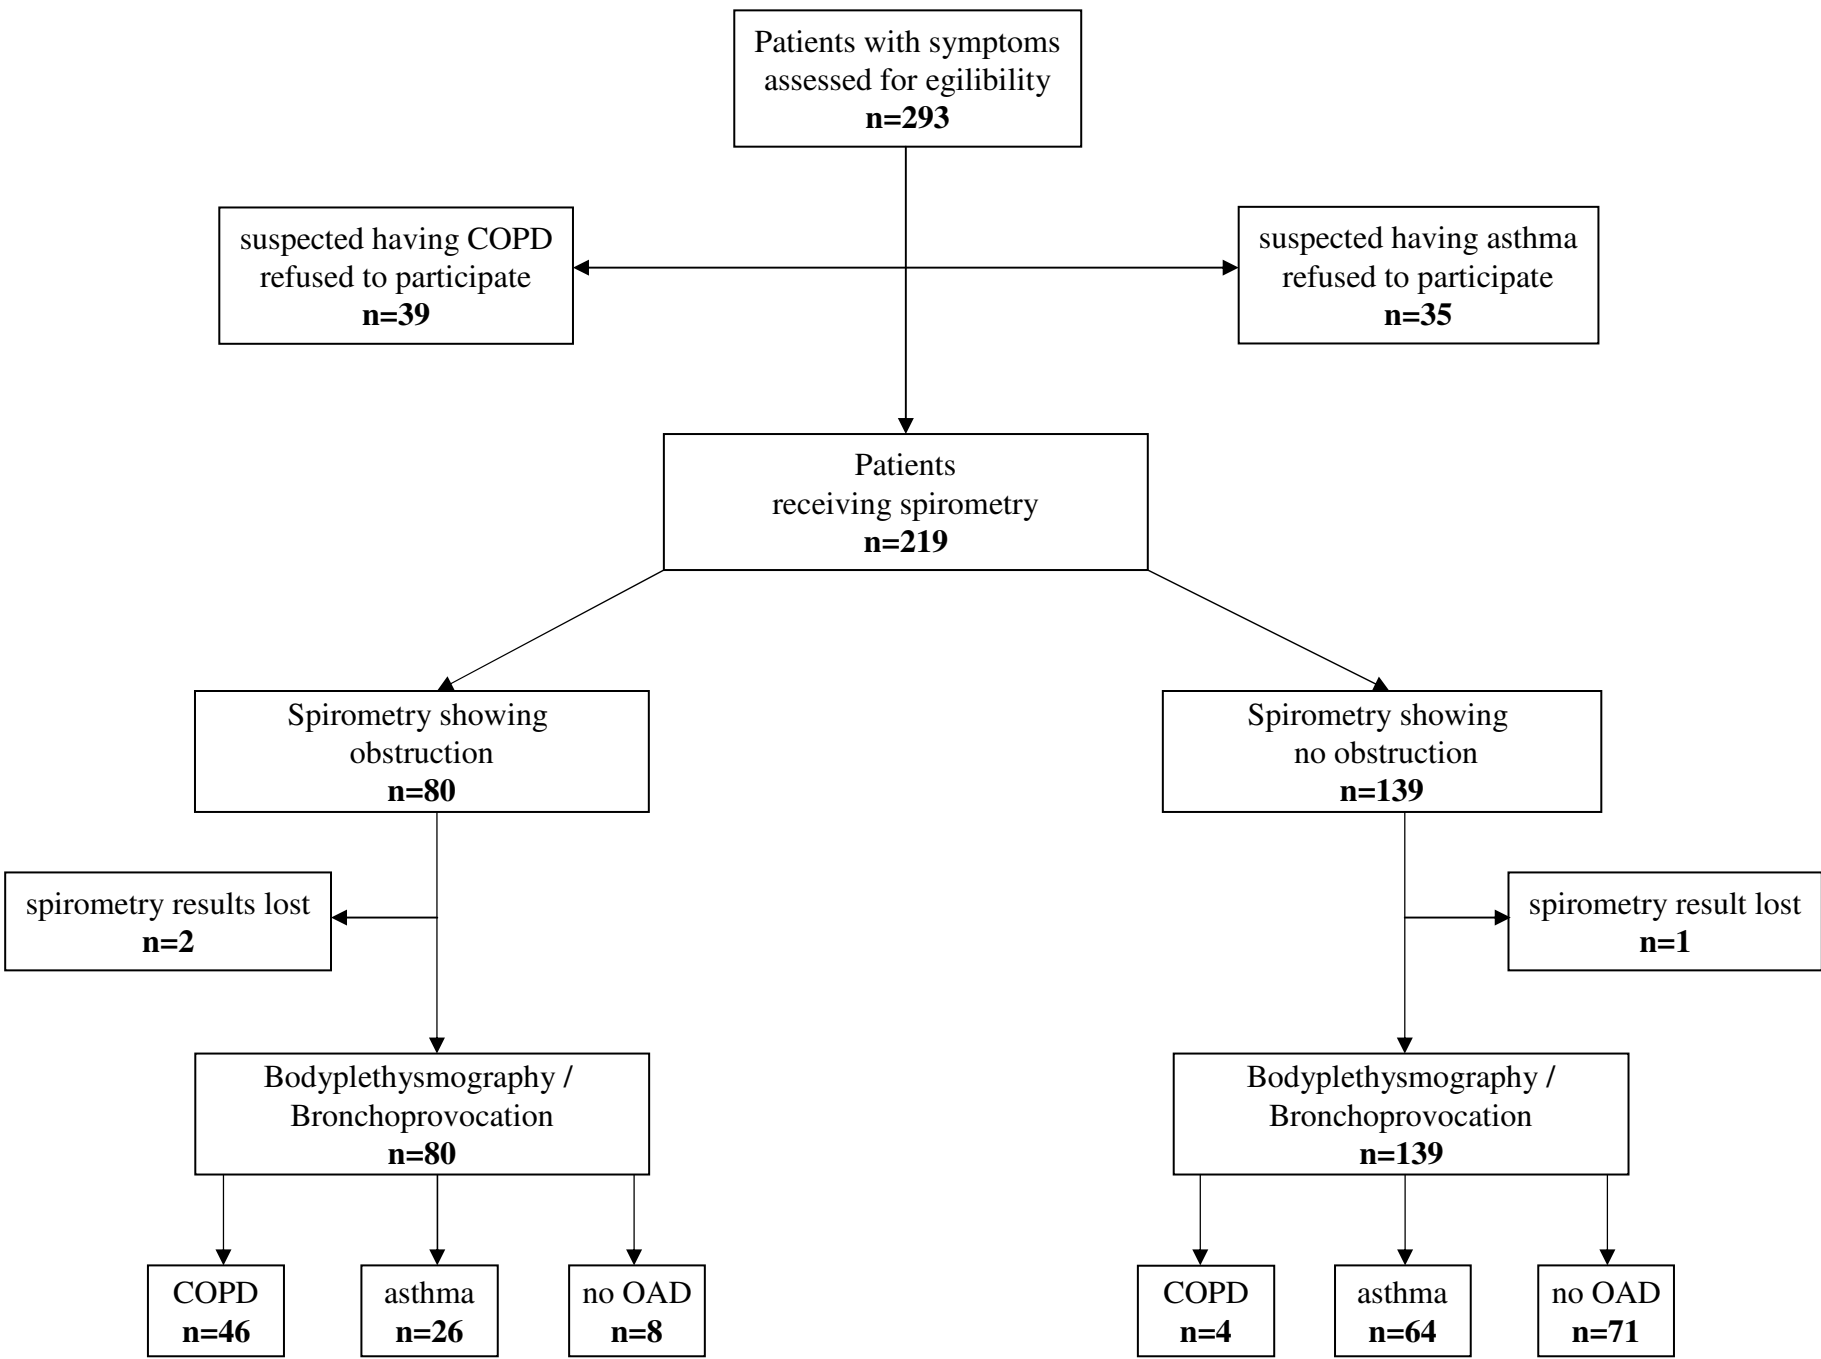 Patients with symptoms
assessed for egilibility
n=293
suspected having COPD
refused to participate
n=39
suspected having asthma
refused to participate
n=35
Patients
receiving spirometry
n=219
Spirometry showing
obstruction
n=80
Spirometry showing
no obstruction
n=139
spirometry results lost
n=2
spirometry result lost
n=1
Bodyplethysmography /
Bronchoprovocation
n=80
Bodyplethysmography /
Bronchoprovocation
n=139
COPD
n=46
asthma
n=26
no OAD
n=8
COPD
n=4
asthma
n=64
no OAD
n=71